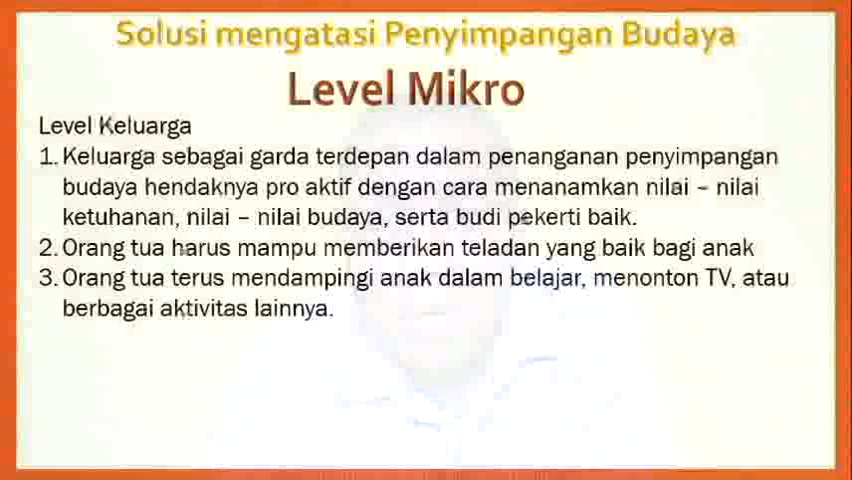 Solusi mengatasi Penyimpangan Budaya
Level Mikro
Level Keluarga
1. Keluarga sebagai garda terdepan dalam penanganan penyimpangan
budaya hendaknya pro aktif dengan cara menanamkan nilai – nilai
ketuhanan, nilai – nilai budaya, serta budi pekerti baik.
2. Orang tua harus mampu memberikan teladan yang baik bagi anak
3. Orang tua terus mendampingi anak dalam belajar, menonton TV, atau
berbagai aktivitas lainnya.